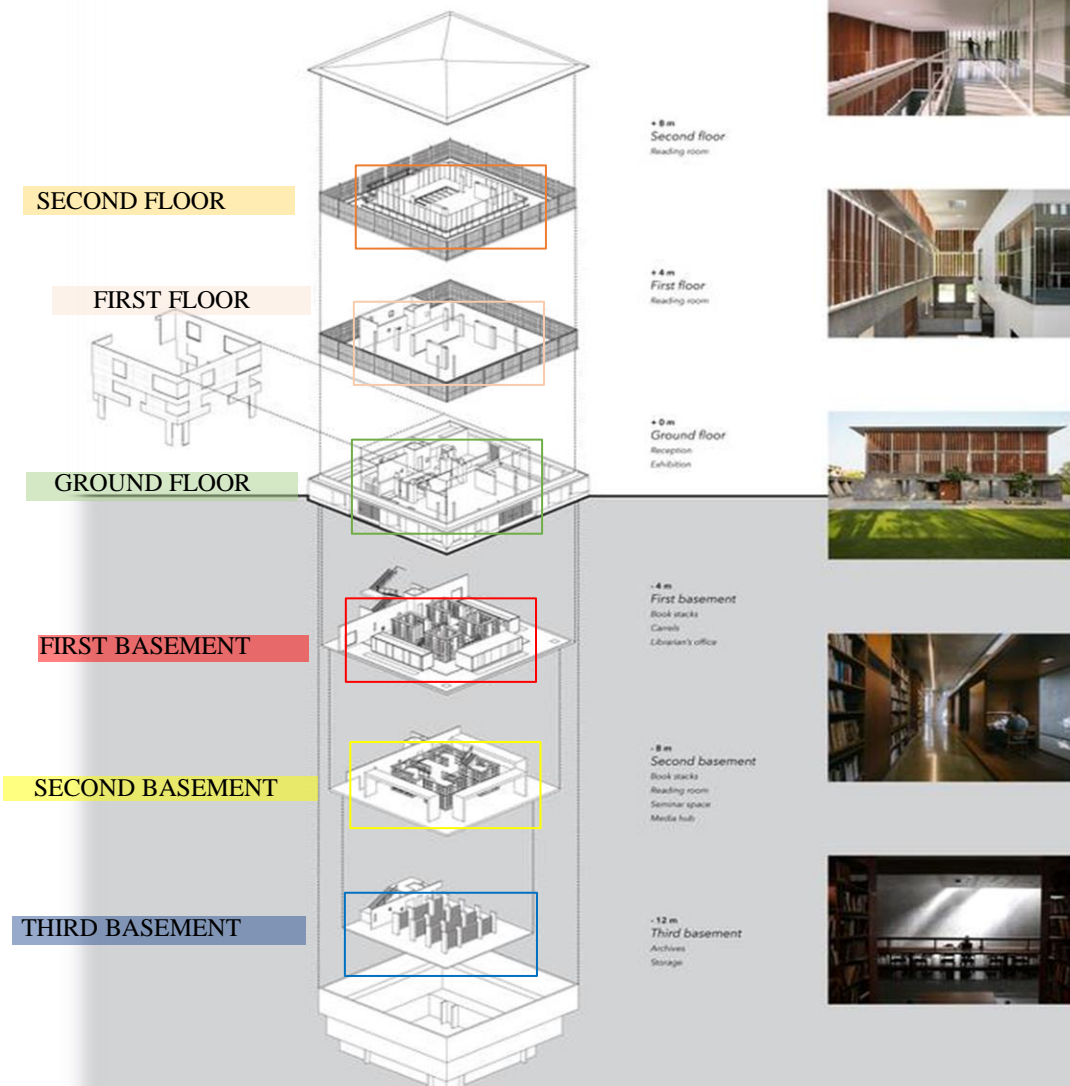 + 8 m
Second floor
Reading room
SECOND FLOOR
+ 4 m
First floor
Reading room
FIRST FLOOR
+ 0 m
Ground floor
Reception
Exhibition
GROUND FLOOR
- 4 m
First basement
Book stacks
Carrels
Librarian's office
FIRST BASEMENT
- 8 m
Second basement
Book stacks
Reading room
Seminar space
Media hub
SECOND BASEMENT
- 12 m
Third basement
Archives
Storage
THIRD BASEMENT